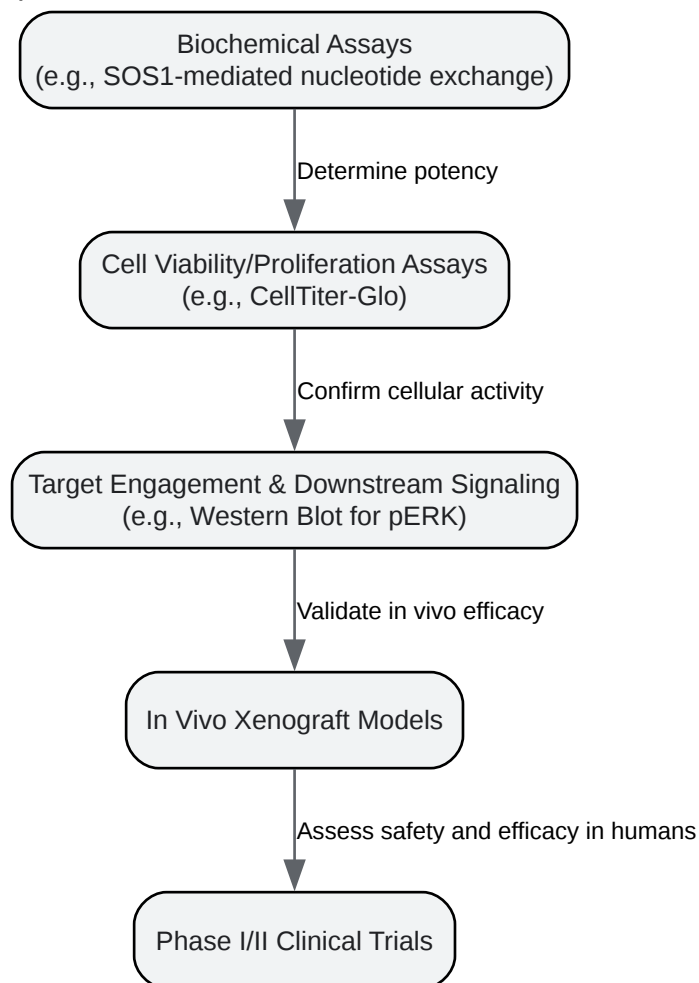 Biochemical Assays
(e.g., SOS1-mediated nucleotide exchange)
Determine potency
Cell Viability/Proliferation Assays
(e.g., CellTiter-Glo)
Confirm cellular activity
Target Engagement & Downstream Signaling
(e.g., Western Blot for pERK)
Validate in vivo efficacy
In Vivo Xenograft Models
Assess safety and efficacy in humans
Phase I/II Clinical Trials